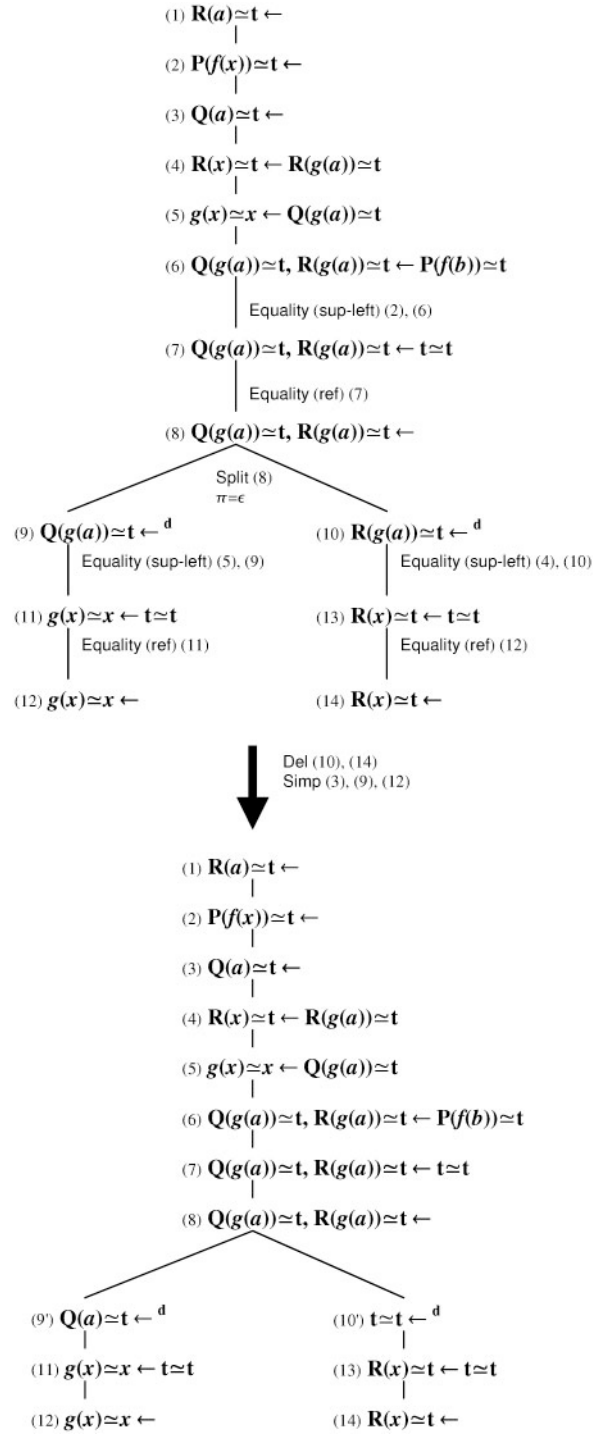 (1) R(a)≃t ←
(2) P(f(x))≃t ←
(3) Q(a)≃t ←
(4) R(x)≃t ← R(g(a))≃t
(5) g(x)≃x ← Q(g(a))≃t
(6) Q(g(a))≃t, R(g(a))≃t ← P(f(b))≃t
Equality (sup-left) (2), (6)
(7) Q(g(a))≃t, R(g(a))≃t ← t≃t
Equality (ref) (7)
(8) Q(g(a))≃t, R(g(a))≃t ←
Split (8)
π=ϵ
(9) Q(g(a))≃t ← d
(10) R(g(a))≃t ← d
Equality (sup-left) (5), (9)
Equality (sup-left) (4), (10)
(11) g(x)≃x ← t≃t
(13) R(x)≃t ← t≃t
Equality (ref) (11)
Equality (ref) (12)
(12) g(x)≃x ←
(14) R(x)≃t ←
Del (10), (14)
Simp (3), (9), (12)
(1) R(a)≃t ←
(2) P(f(x))≃t ←
(3) Q(a)≃t ←
(4) R(x)≃t ← R(g(a))≃t
(5) g(x)≃x ← Q(g(a))≃t
(6) Q(g(a))≃t, R(g(a))≃t ← P(f(b))≃t
(7) Q(g(a))≃t, R(g(a))≃t ← t≃t
(8) Q(g(a))≃t, R(g(a))≃t ←
(9') Q(a)≃t ← d
(10') t≃t ← d
(11) g(x)≃x ← t≃t
(13) R(x)≃t ← t≃t
(12) g(x)≃x ←
(14) R(x)≃t ←